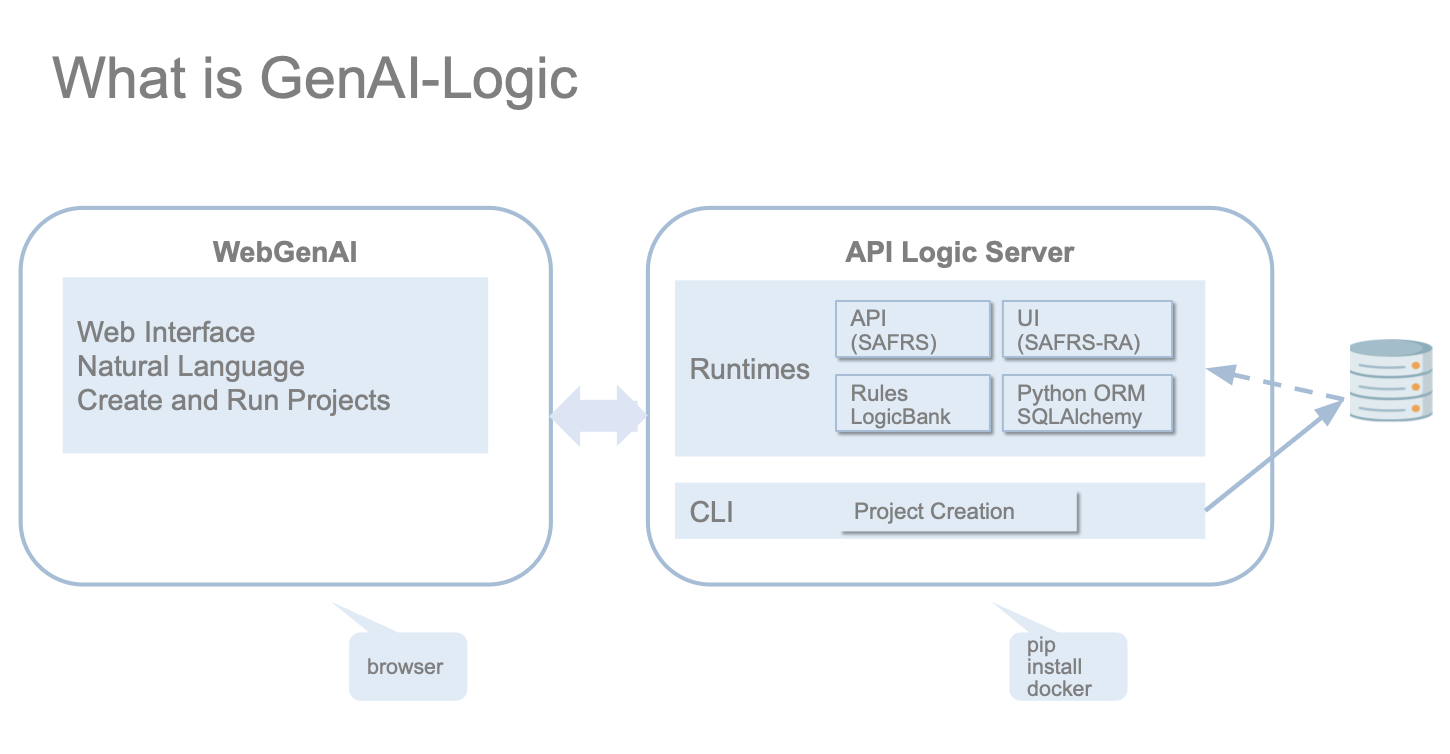 What is GenAI-Logic
WebGenAI
Web Interface
Natural Language
Create and Run Projects
API Logic Server
Runtimes
API
(SAFRS)
UI
(SAFRS-RA)
Rules
LogicBank
Python ORM
SQLAlchemy
CLI
Project Creation
browser
pip
install
docker